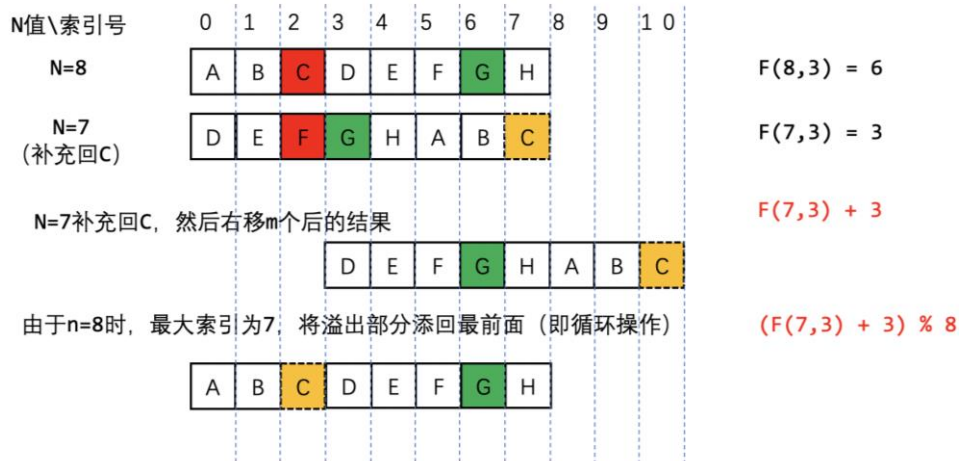 N值\索引号 0 1 2 3 4 5 6 7 8 9 10
N=8 A B C D E F G H F(8,3) = 6
N=7 D E F G H A B C F(7,3) = 3
(补充回C)
N=7补充回C, 然后右移m个后的结果 F(7,3) + 3
D E F G H A B C
由于n=8时, 最大索引为7, 将溢出部分添回最前面 (即循环操作) (F(7,3) + 3) % 8
A B C D E F G H